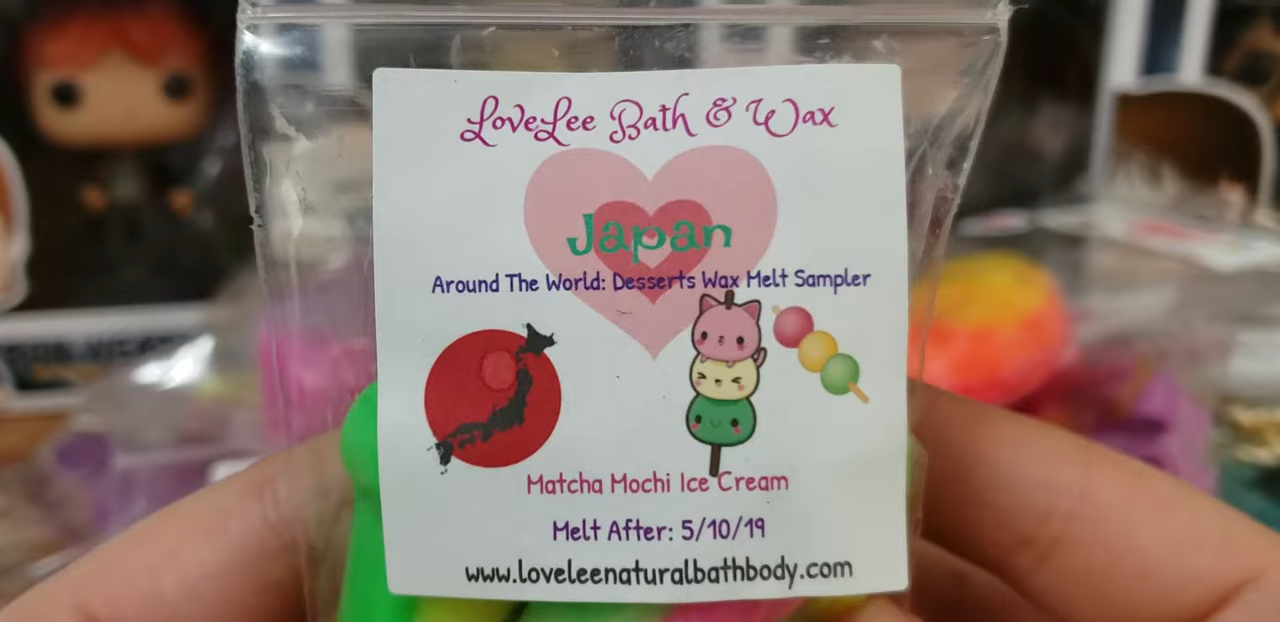 LoveLee Bath & Wax
Japan
Around The World: Desserts Wax Melt Sampler
Matcha Mochi Ice Cream
Melt After: 5/10/19
www.loveleenaturalbathbody.com